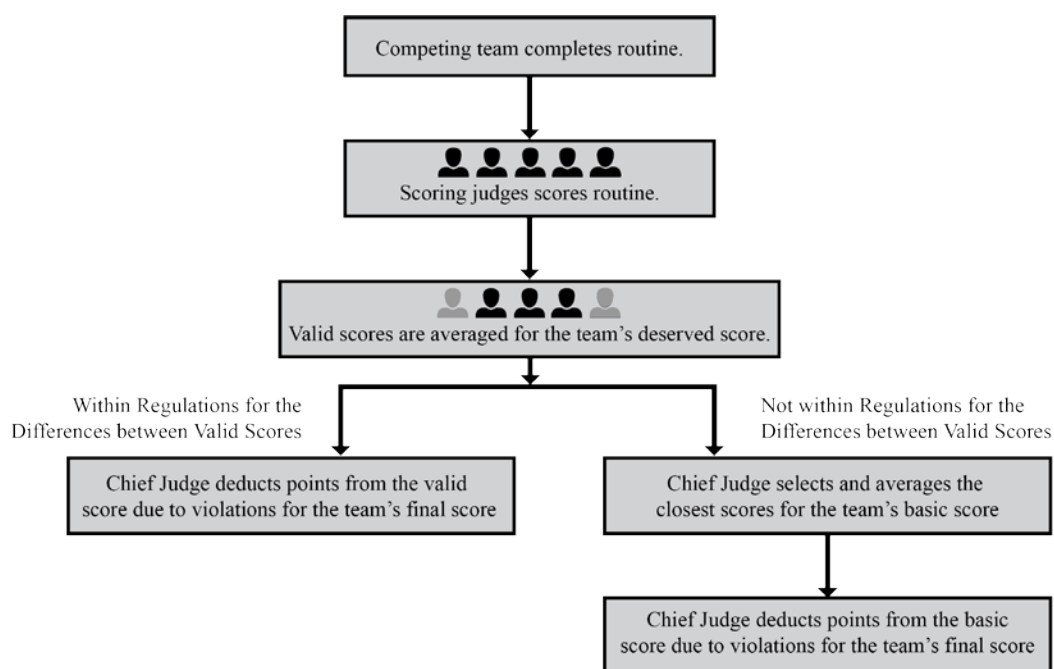 Competing team completes routine.
Scoring judges scores routine.
Valid scores are averaged for the team's deserved score.
Within Regulations for the
Differences between Valid Scores
Not within Regulations for the
Differences between Valid Scores
Chief Judge deducts points from the valid
score due to violations for the team's final score
Chief Judge selects and averages the
closest scores for the team's basic score
Chief Judge deducts points from the basic
score due to violations for the team's final score